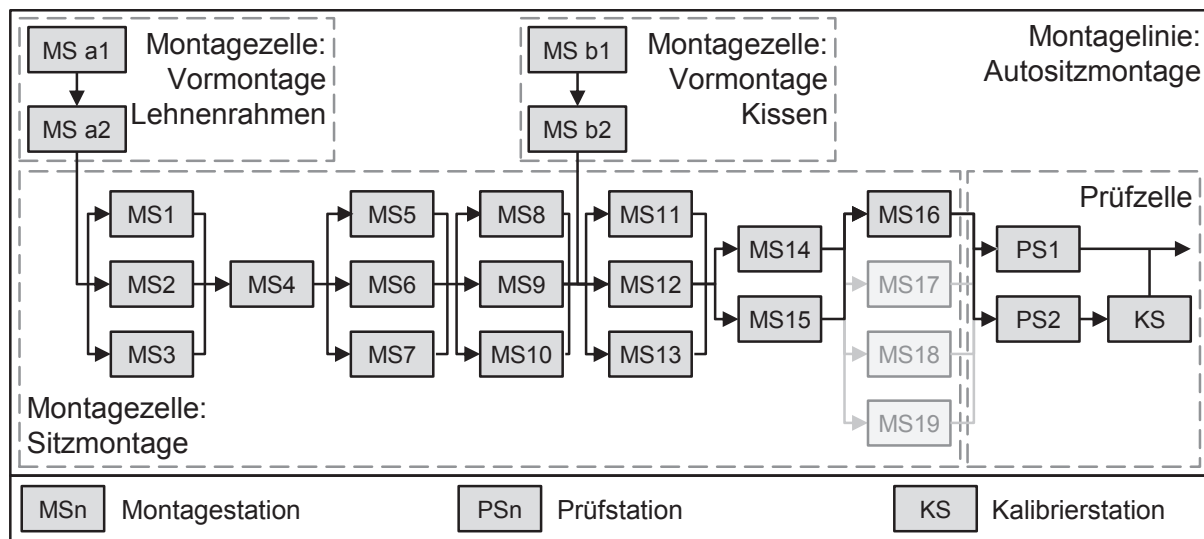 MS a1
Montagezelle:
Vormontage
Lehnenrahmen
MS a2
MS b1
Montagezelle:
Vormontage
Kissen
MS b2
Montagelinie:
Autositzmontage
MS1
MS2
MS3
MS4
MS5
MS6
MS7
MS8
MS9
MS10
MS11
MS12
MS13
MS14
MS15
MS16
MS17
MS18
MS19
Prüfzelle
PS1
PS2
KS
Montagezelle:
Sitzmontage
MSn Montagestation
PSn Prüfstation
KS Kalibrierstation